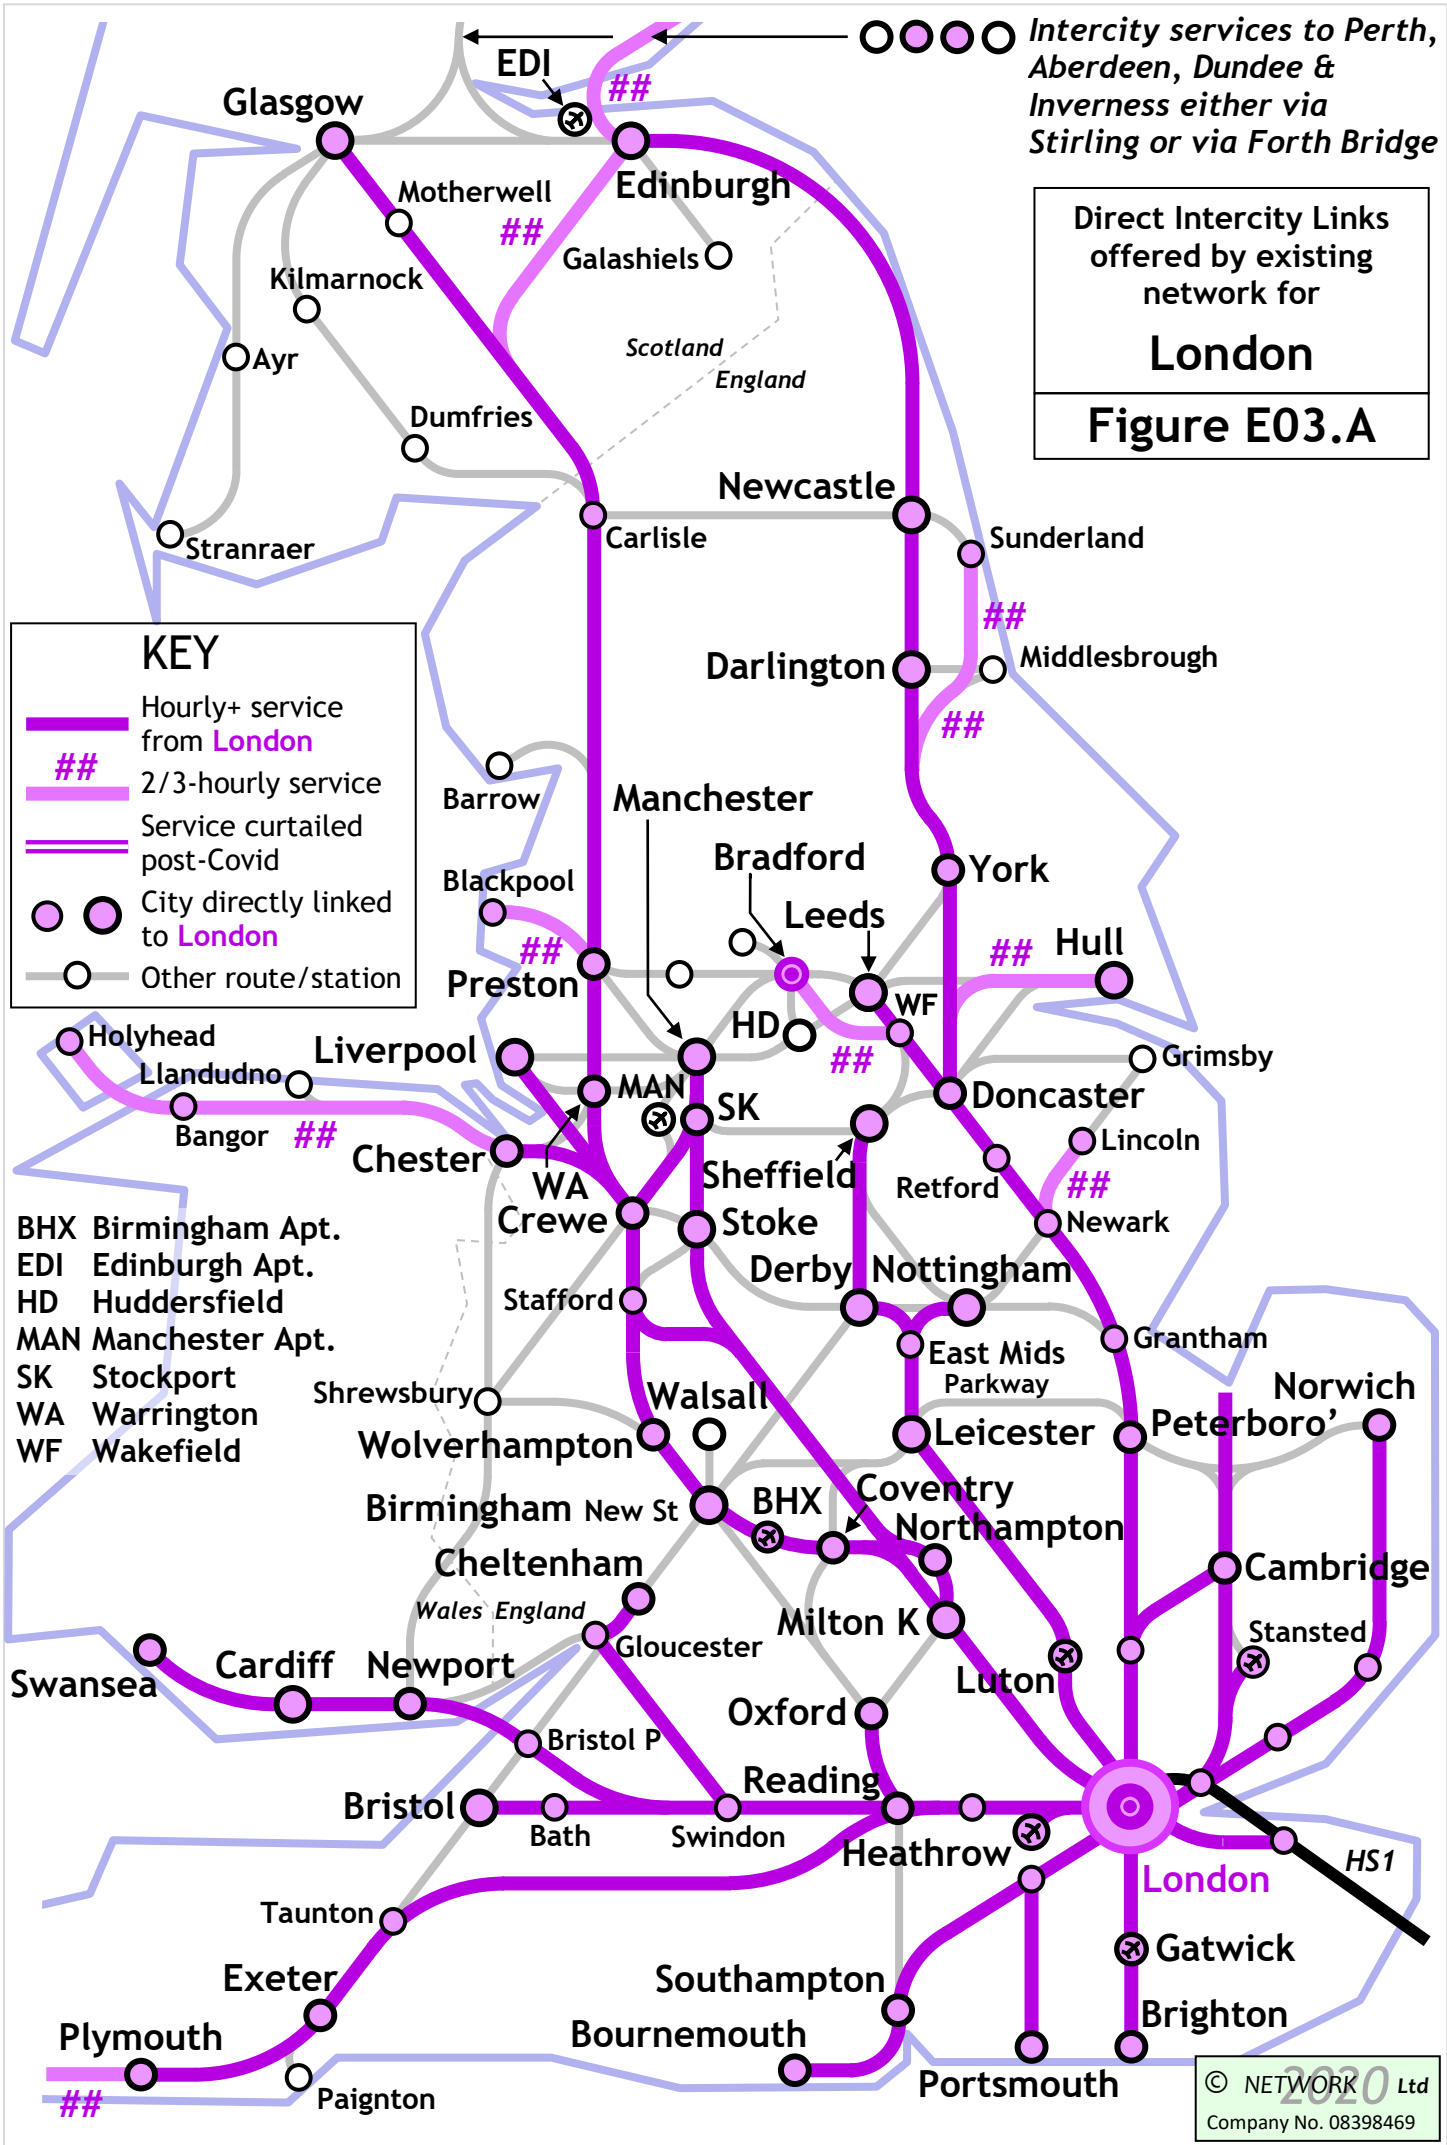 Intercity services to Perth,
Aberdeen, Dundee &
Inverness either via
Stirling or via Forth Bridge
EDI
##
Glasgow
Edinburgh
Motherwell
##
Galashiels
Kilmarnock
Ayr
Scotland
England
Dumfries
Direct Intercity Links
offered by existing
network for
London
Figure E03.A
Newcastle
Carlisle
Sunderland
Stranraer
##
Darlington
Middlesbrough
##
KEY
Hourly+ service
from London
##
2/3-hourly service
Service curtailed
post-Covid
City directly linked
to London
Other route/station
Barrow
Manchester
Bradford
York
Blackpool
Leeds
##
Preston
##
Hull
WF
HD
##
Holyhead
Liverpool
Llandudno
MAN
SK
Grimsby
Doncaster
Bangor
##
Chester
Lincoln
WA
Sheffield
Retford
##
Crewe
Stoke
Newark
BHX Birmingham Apt.
EDI Edinburgh Apt.
HD Huddersfield
MAN Manchester Apt.
SK Stockport
WA Warrington
WF Wakefield
Derby
Nottingham
Stafford
East Mids
Parkway
Grantham
Shrewsbury
Walsall
Norwich
Wolverhampton
Leicester
Peterboro’
Birmingham New St
BHX
Coventry
Northampton
Cheltenham
Cambridge
Wales England
Milton K
Stansted
Gloucester
Swansea
Cardiff
Newport
Luton
Oxford
Bristol P
Reading
Bristol
Bath
Swindon
Heathrow
London
HS1
Taunton
Gatwick
Exeter
Southampton
Brighton
Plymouth
Bournemouth
##
Paignton
Portsmouth
© NETWORK 2020 Ltd
Company No. 08398469